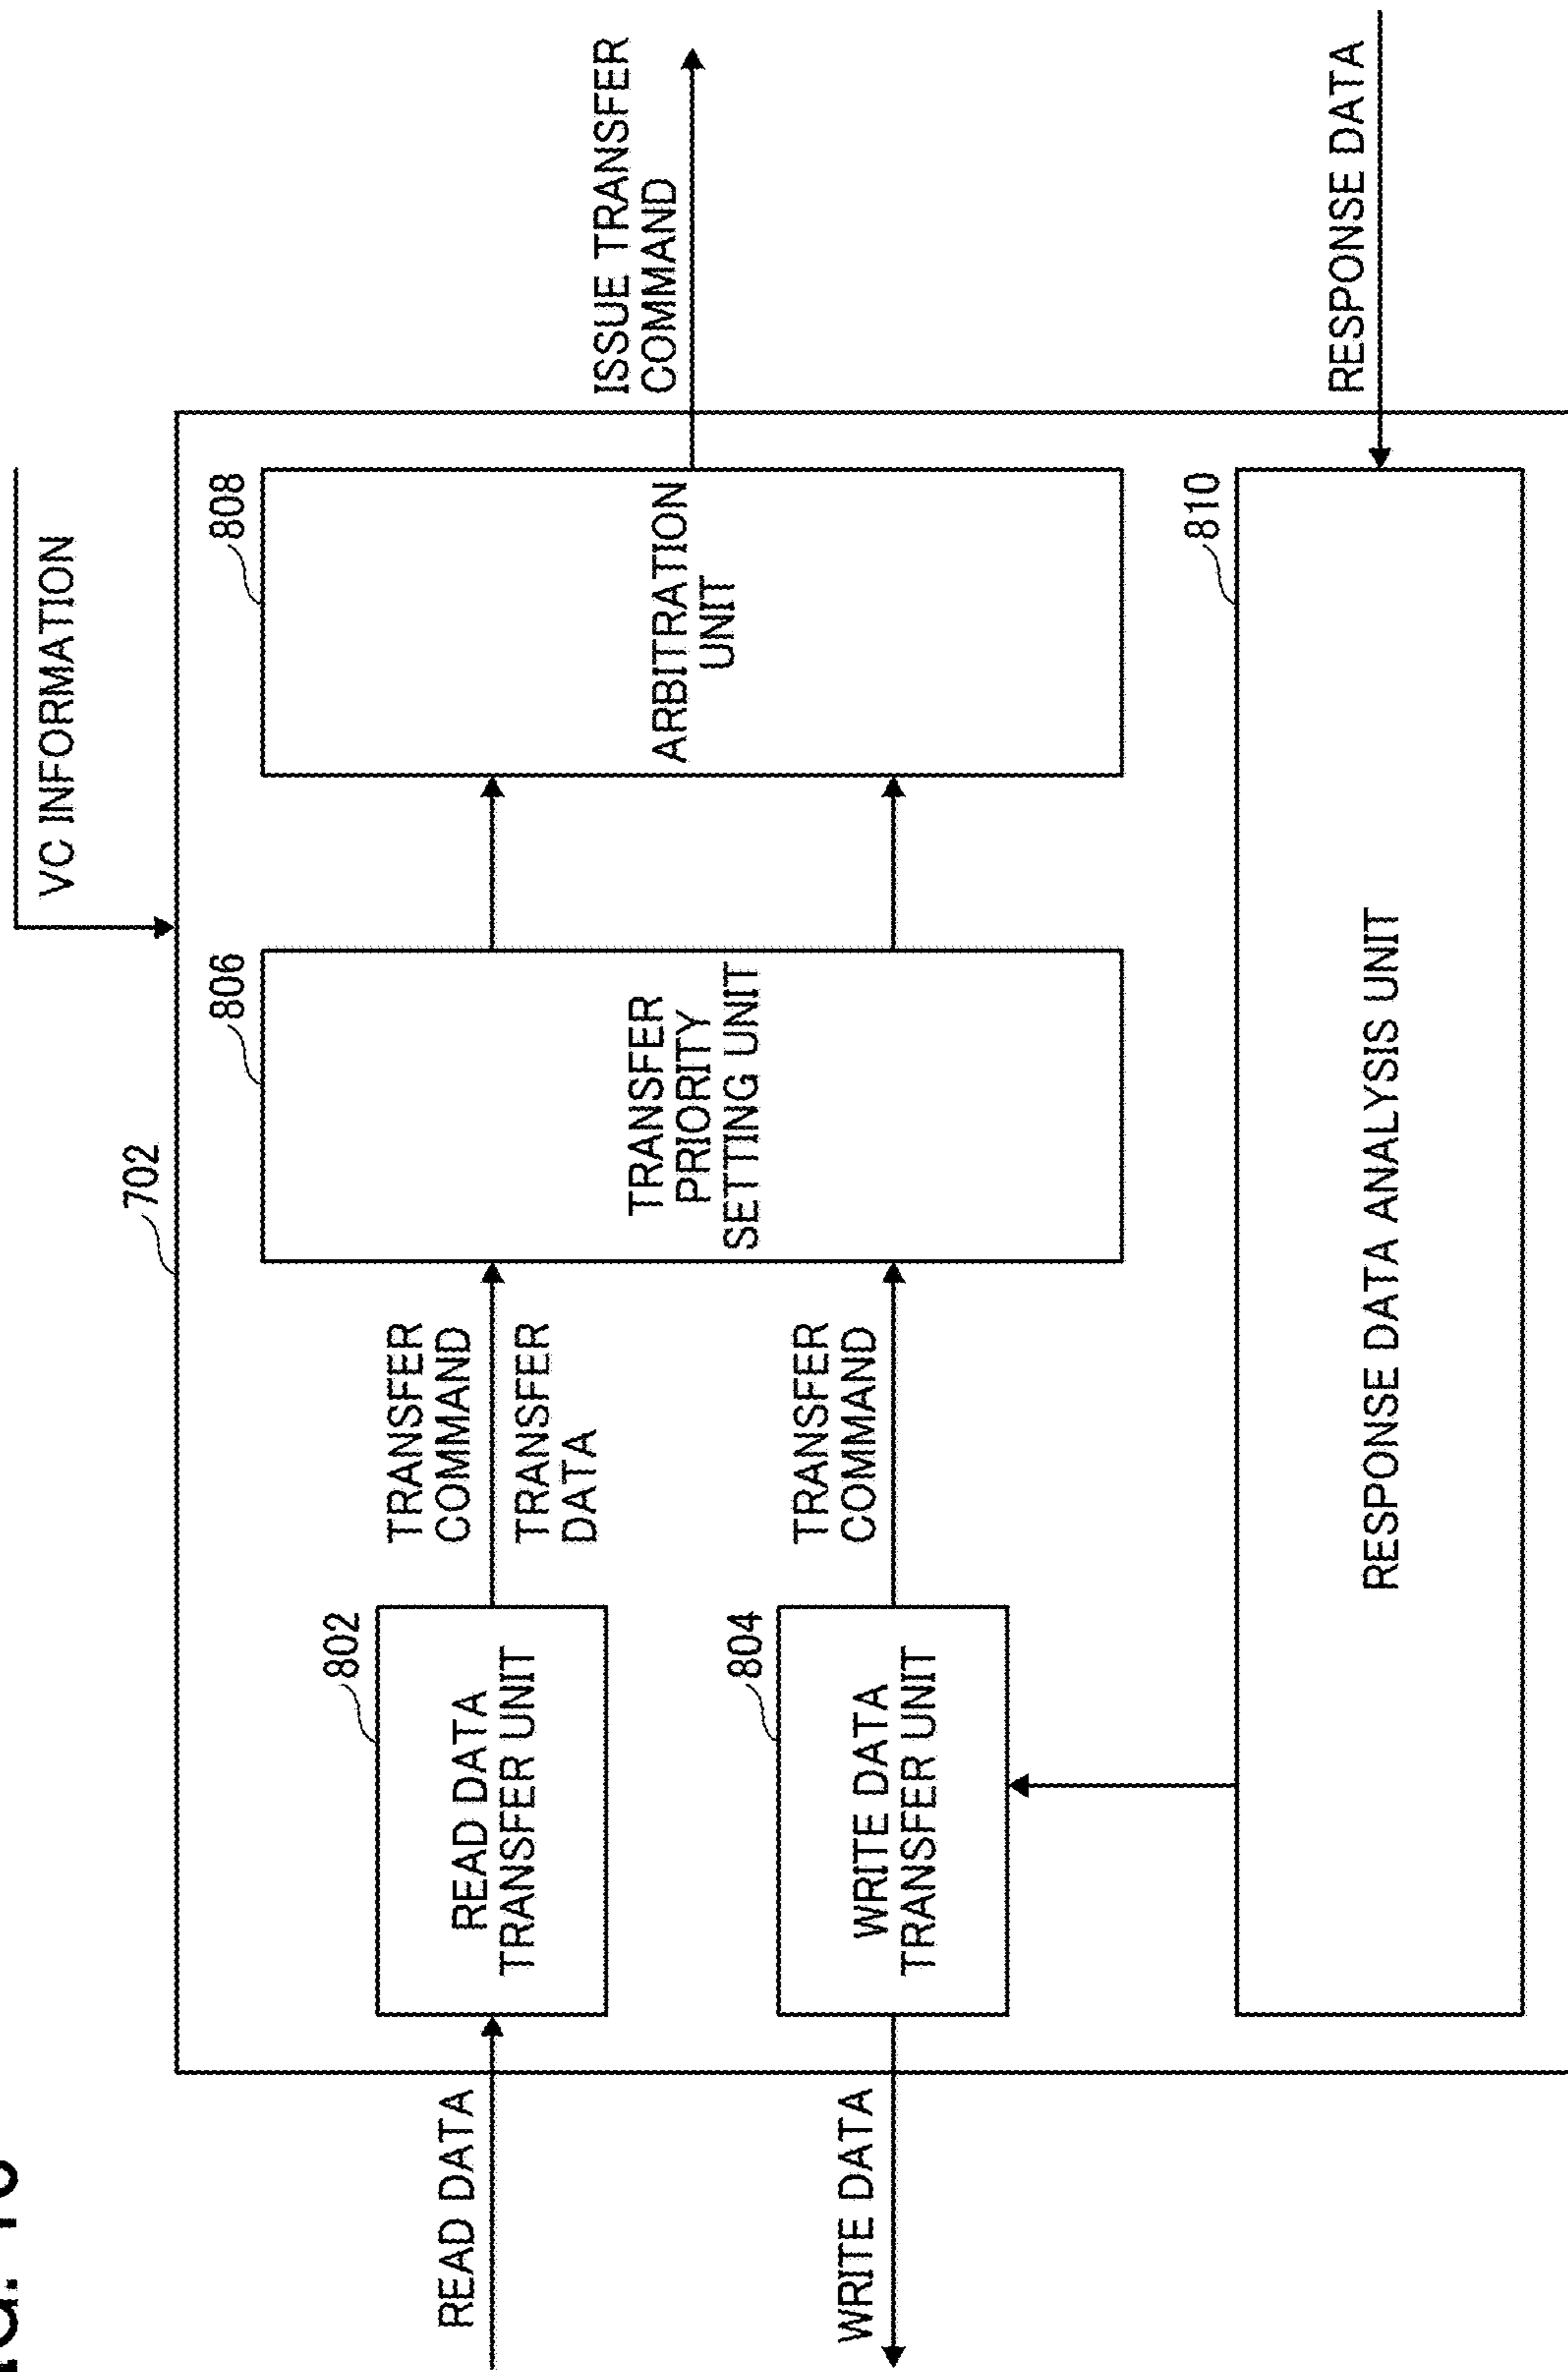 VC INFORMATION
702
806
808
802
TRANSFER
COMMAND
READ DATA
READ DATA
TRANSFER UNIT
TRANSFER
DATA
ISSUE TRANSFER
COMMAND
TRANSFER
PRIORITY
SETTING UNIT
ARBITRATION
UNIT
804
TRANSFER
COMMAND
WRITE DATA
WRITE DATA
TRANSFER UNIT
810
RESPONSE DATA
RESPONSE DATA ANALYSIS UNIT